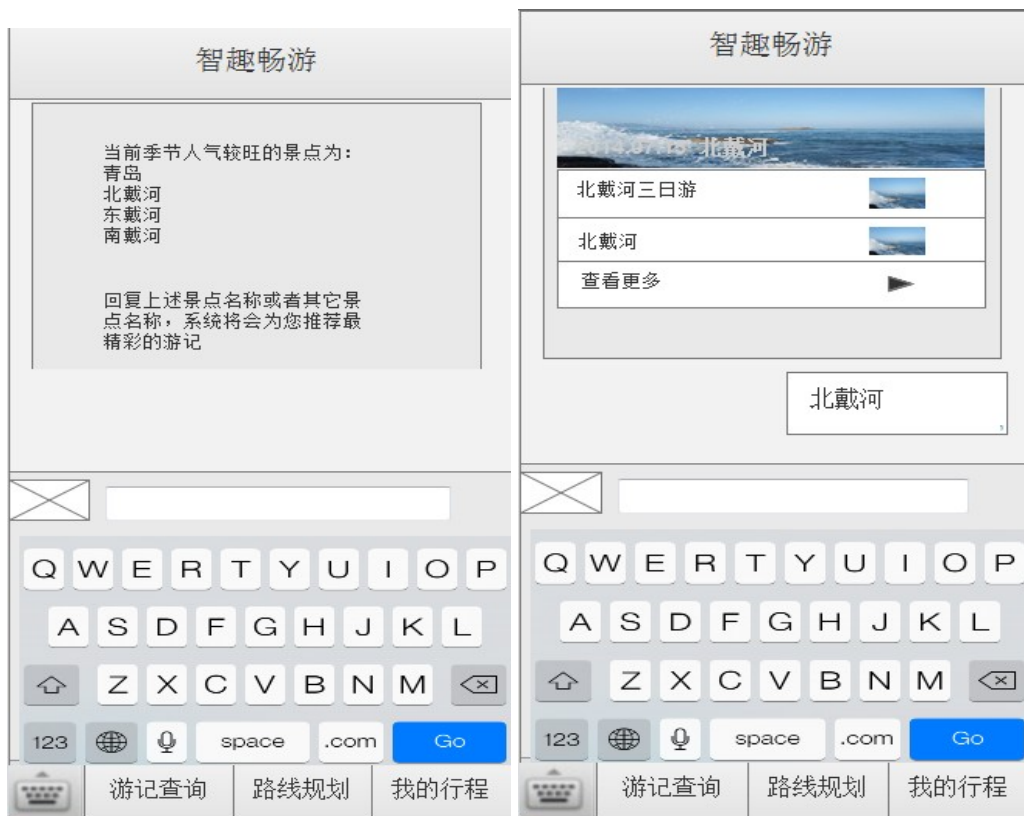 智趣畅游
当前季节人气较旺的景点为：
青岛
北戴河
东戴河
南戴河
回复上述景点名称或者其它景
点名称，系统将会为您推荐最
精彩的游记
Q W E R T Y U I O P
A S D F G H J K L
Z X C V B N M
123 space .com Go
游记查询 路线规划 我的行程
智趣畅游
2014.07.15 北戴河
北戴河三日游
北戴河
查看更多
北戴河
Q W E R T Y U I O P
A S D F G H J K L
Z X C V B N M
123 space .com Go
游记查询 路线规划 我的行程